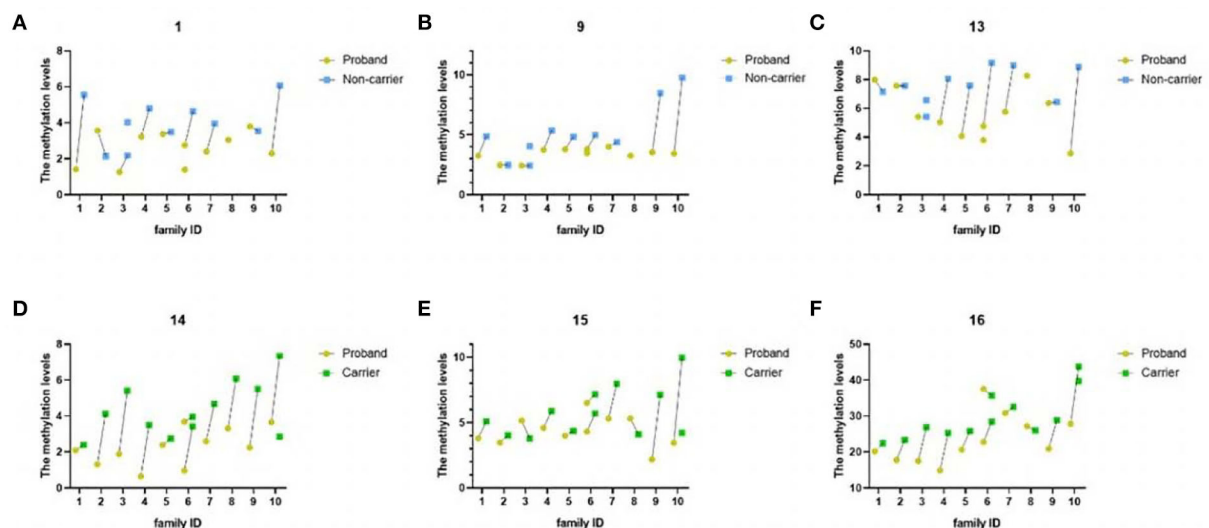 A
1
The methylation levels
8
6
4
2
0
1 2 3 4 5 6 7 8 9 10
family ID
Proband
Non-carrier
B
9
The methylation levels
10
5
0
1 2 3 4 5 6 7 8 9 10
family ID
Proband
Non-carrier
C
13
The methylation levels
10
8
6
4
2
0
1 2 3 4 5 6 7 8 9 10
family ID
Proband
Non-carrier
D
14
The methylation levels
8
6
4
2
0
1 2 3 4 5 6 7 8 9 10
family ID
Proband
Carrier
E
15
The methylation levels
10
5
0
1 2 3 4 5 6 7 8 9 10
family ID
Proband
Carrier
F
16
The methylation levels
50
40
30
20
10
1 2 3 4 5 6 7 8 9 10
family ID
Proband
Carrier